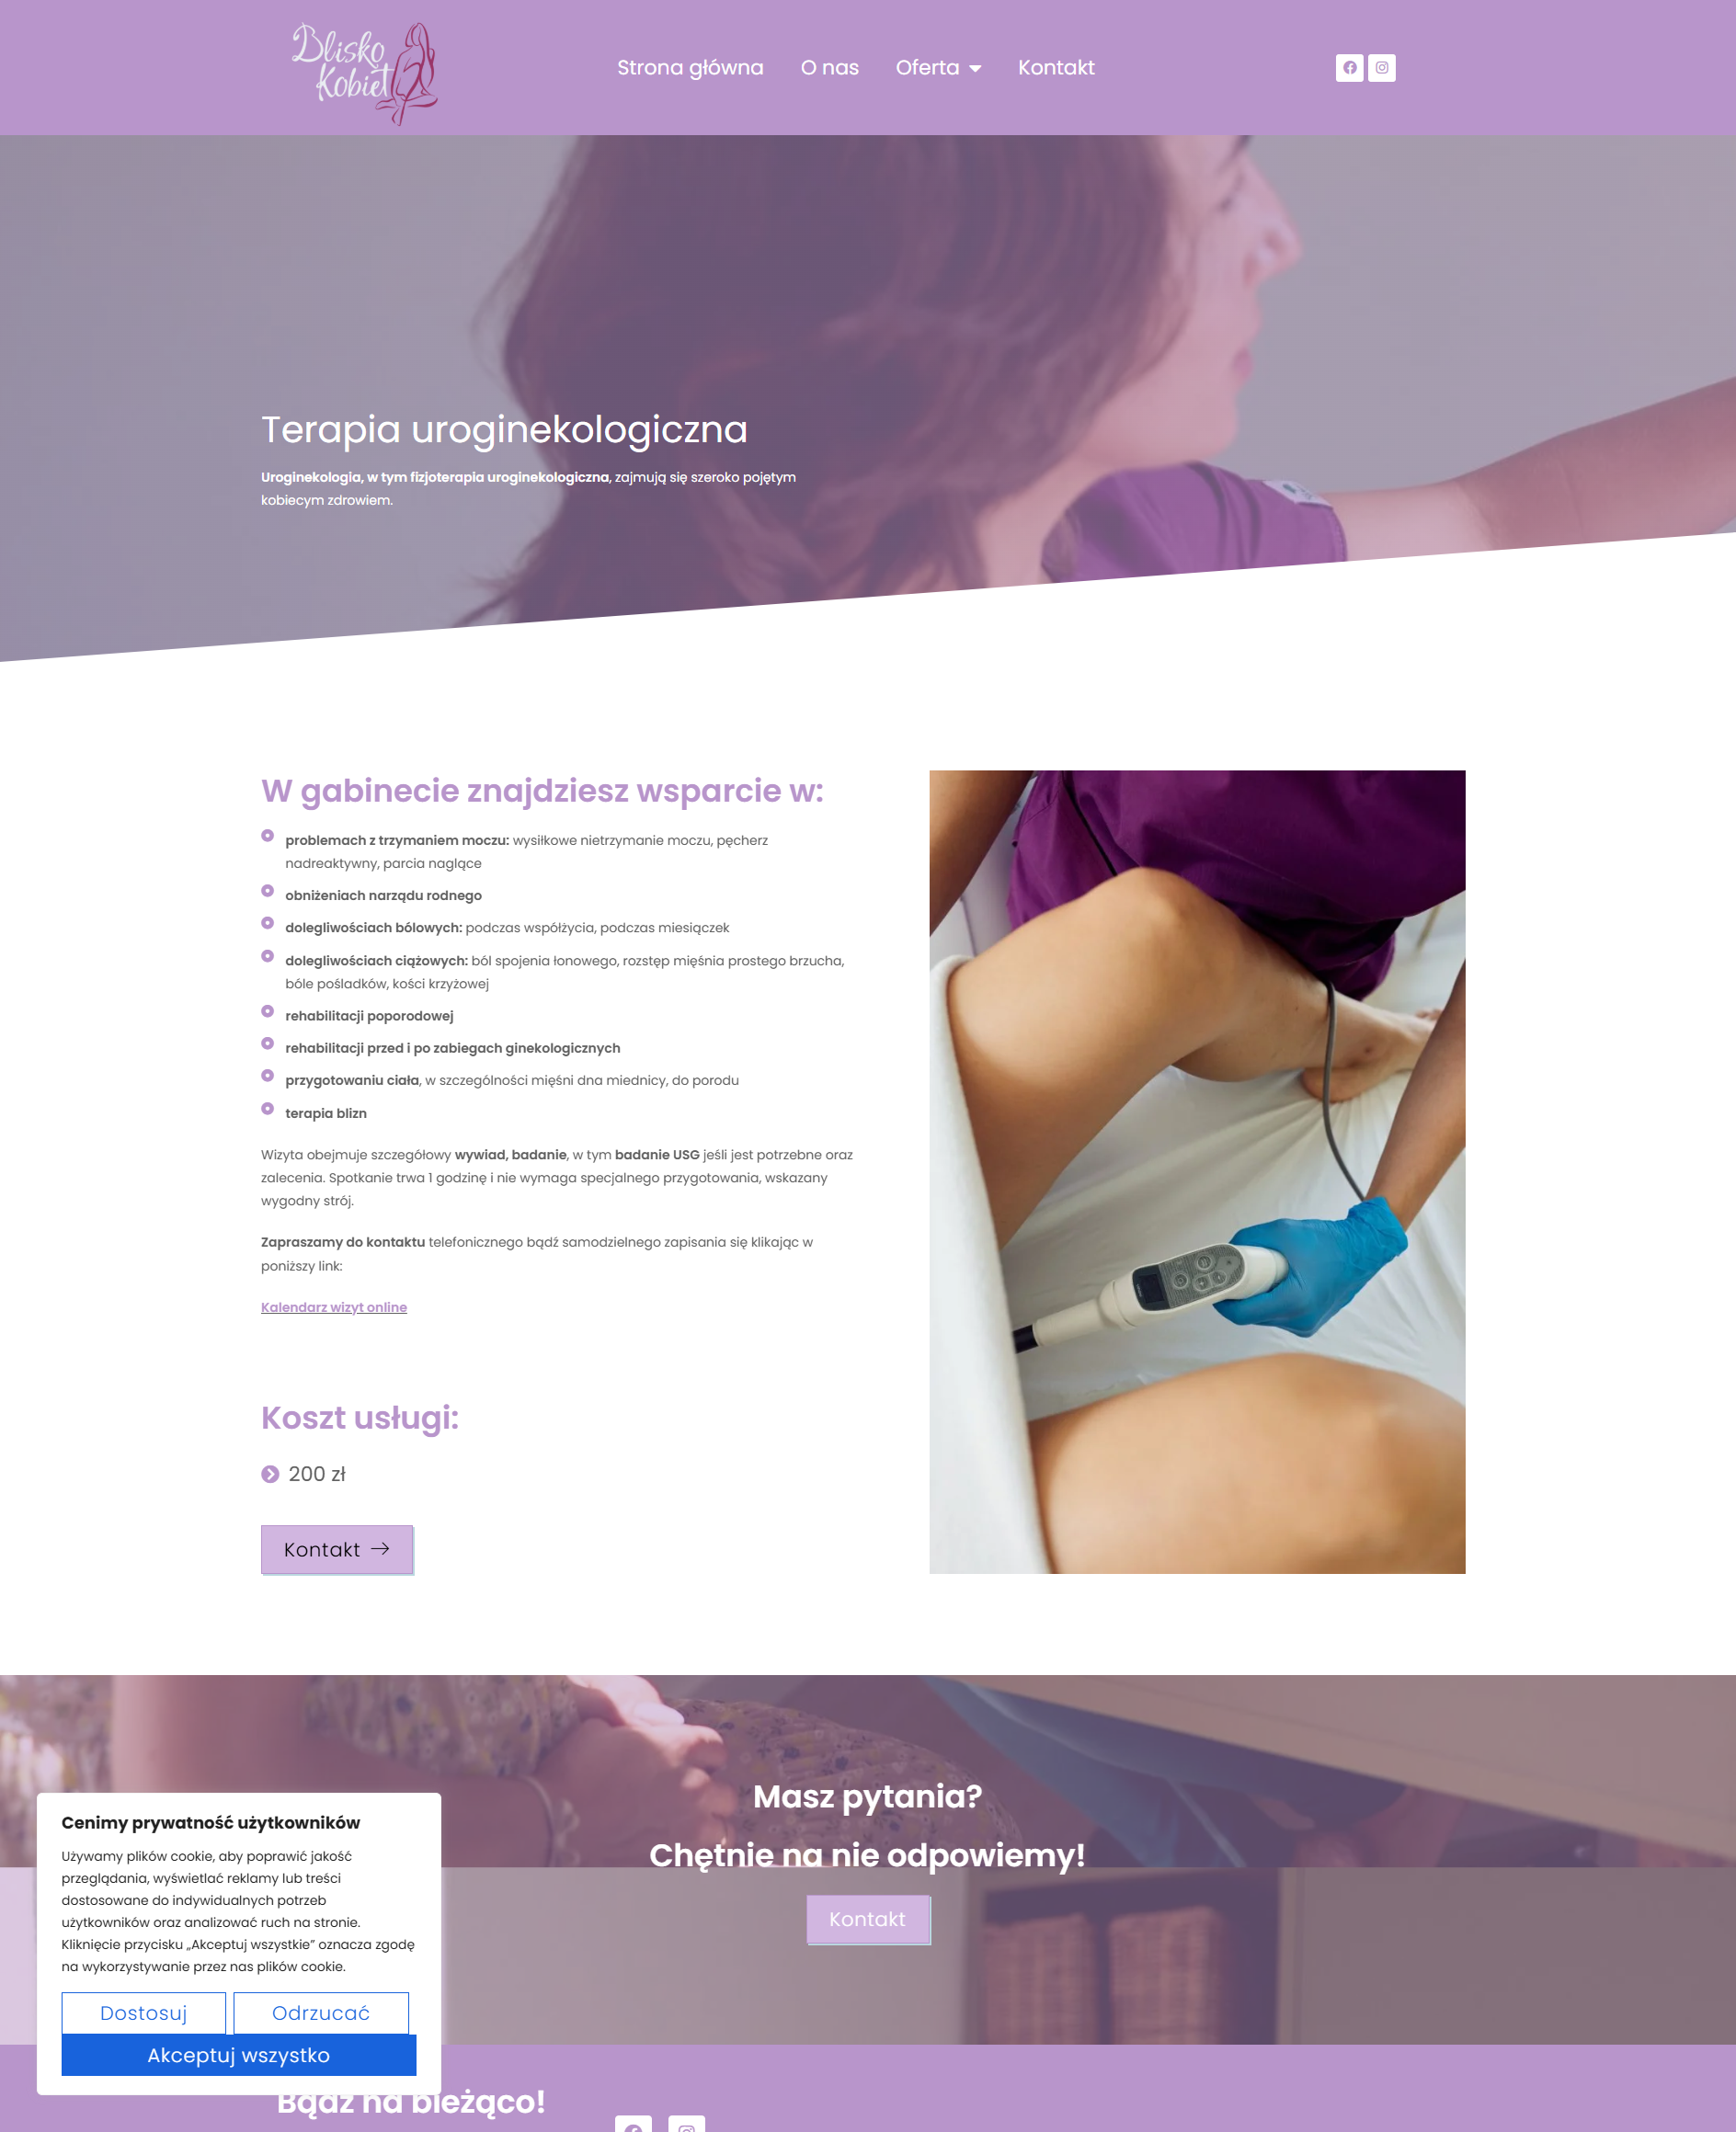 Blisko
Kobiet
Strona główna
O nas
Oferta
Kontakt
Terapia uroginekologiczna
Uroginekologia, w tym fizjoterapia uroginekologiczna, zajmują się szeroko pojętym
kobiecym zdrowiem.
W gabinecie znajdziesz wsparcie w:
problemach z trzymaniem moczu: wysiłkowe nietrzymanie moczu, pęcherz
nadreaktywny, parcia naglące
obniżeniach narządu rodnego
dolegliwościach bólowych: podczas współżycia, podczas miesiączek
dolegliwościach ciążowych: ból spojenia łonowego, rozstęp mięśnia prostego brzucha,
bóle pośladków, kości krzyżowej
rehabilitacji poporodowej
rehabilitacji przed i po zabiegach ginekologicznych
przygotowaniu ciała, w szczególności mięśni dna miednicy, do porodu
terapia blizn
Wizyta obejmuje szczegółowy wywiad, badanie, w tym badanie USG jeśli jest potrzebne oraz
zalecenia. Spotkanie trwa 1 godzinę i nie wymaga specjalnego przygotowania, wskazany
wygodny strój.
Zapraszamy do kontaktu telefonicznego bądź samodzielnego zapisania się klikając w
poniższy link:
Kalendarz wizyt online
Koszt usługi:
200 zł
Kontakt
Masz pytania?
Chętnie na nie odpowiemy!
Kontakt
Cenimy prywatność użytkowników
Używamy plików cookie, aby poprawić jakość
przeglądania, wyświetlać reklamy lub treści
dostosowane do indywidualnych potrzeb
użytkowników oraz analizować ruch na stronie.
Kliknięcie przycisku „Akceptuj wszystkie” oznacza zgodę
na wykorzystywanie przez nas plików cookie.
Dostosuj
Odrzucać
Akceptuj wszystko
Bądź na bieżąco!